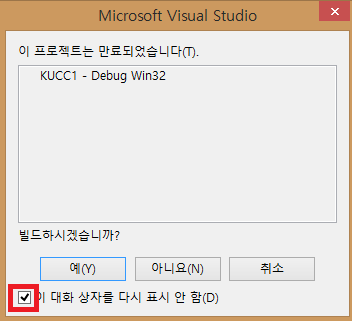 Microsoft Visual Studio
이 프로젝트는 만료되었습니다(T).
KUCC1 - Debug Win32
빌드하시겠습니까?
예(Y) 아니요(N) 취소
이 대화 상자를 다시 표시 안 함(D)